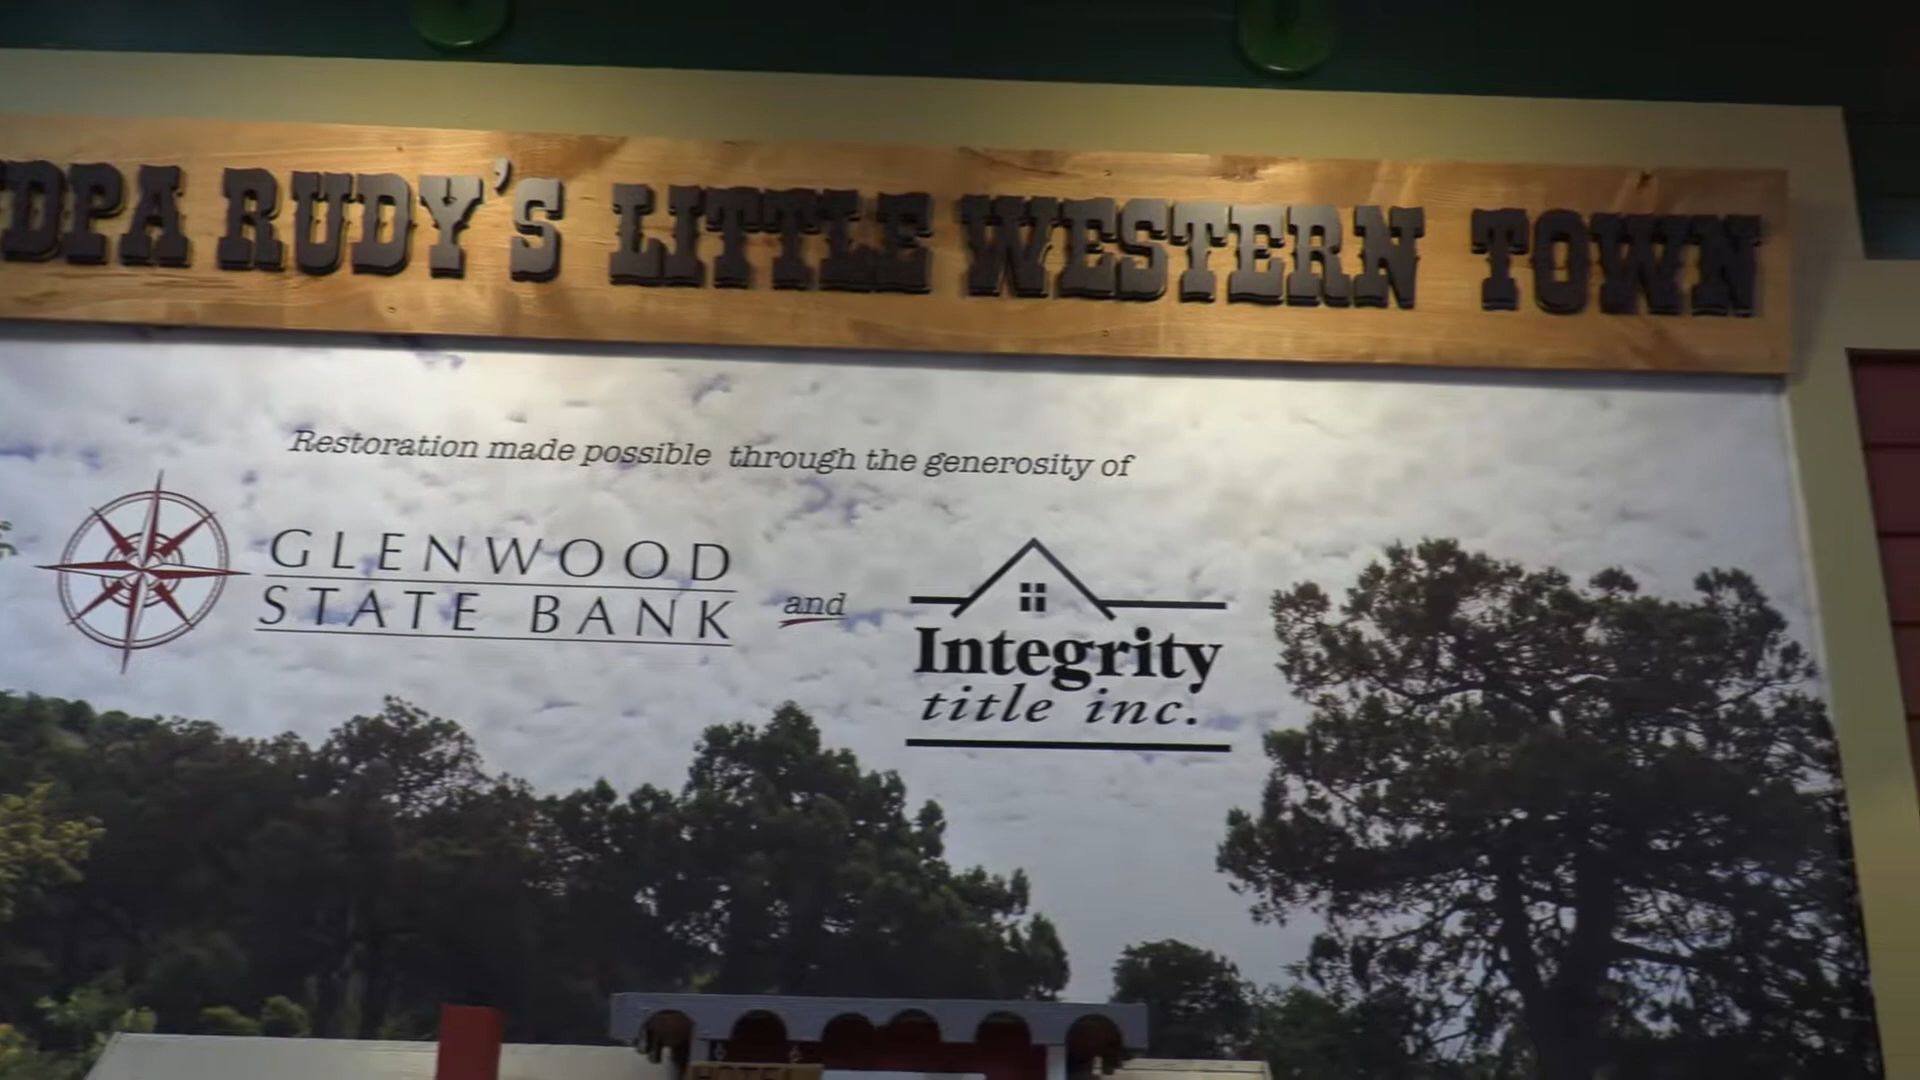 DPA RUDY'S LITTLE WESTERN TOWN
Restoration made possible through the generosity of
GLENWOOD
STATE BANK
and
Integrity
title inc.
HOTEL